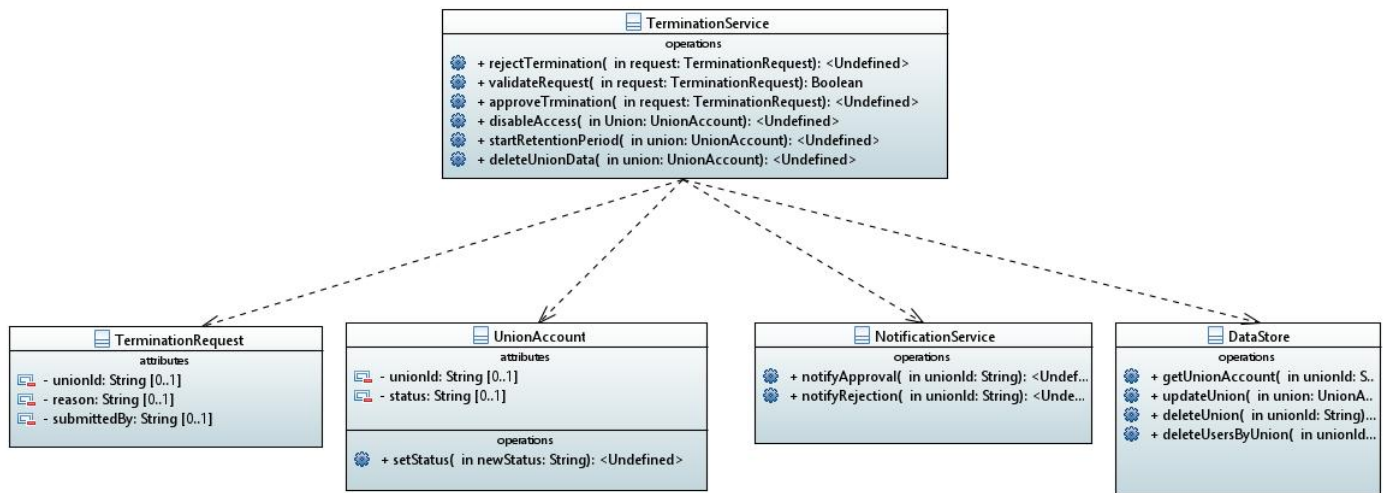 TerminationService
operations
+ rejectTermination( in request: TerminationRequest): <Undefined>
+ validateRequest( in request: TerminationRequest): Boolean
+ approveTrmination( in request: TerminationRequest): <Undefined>
+ disableAccess( in Union: UnionAccount): <Undefined>
+ startRetentionPeriod( in union: UnionAccount): <Undefined>
+ deleteUnionData( in union: UnionAccount): <Undefined>
TerminationRequest
attributes
- unionId: String [0..1]
- reason: String [0..1]
- submittedBy: String [0..1]
UnionAccount
attributes
- unionId: String [0..1]
- status: String [0..1]
operations
+ setStatus( in newStatus: String): <Undefined>
NotificationService
operations
+ notifyApproval( in unionId: String): <Undef...
+ notifyRejection( in unionId: String): <Unde...
DataStore
operations
+ getUnionAccount( in unionId: S..
+ updateUnion( in union: UnionA..
+ deleteUnion( in unionId: String)...
+ deleteUsersByUnion( in unionId...